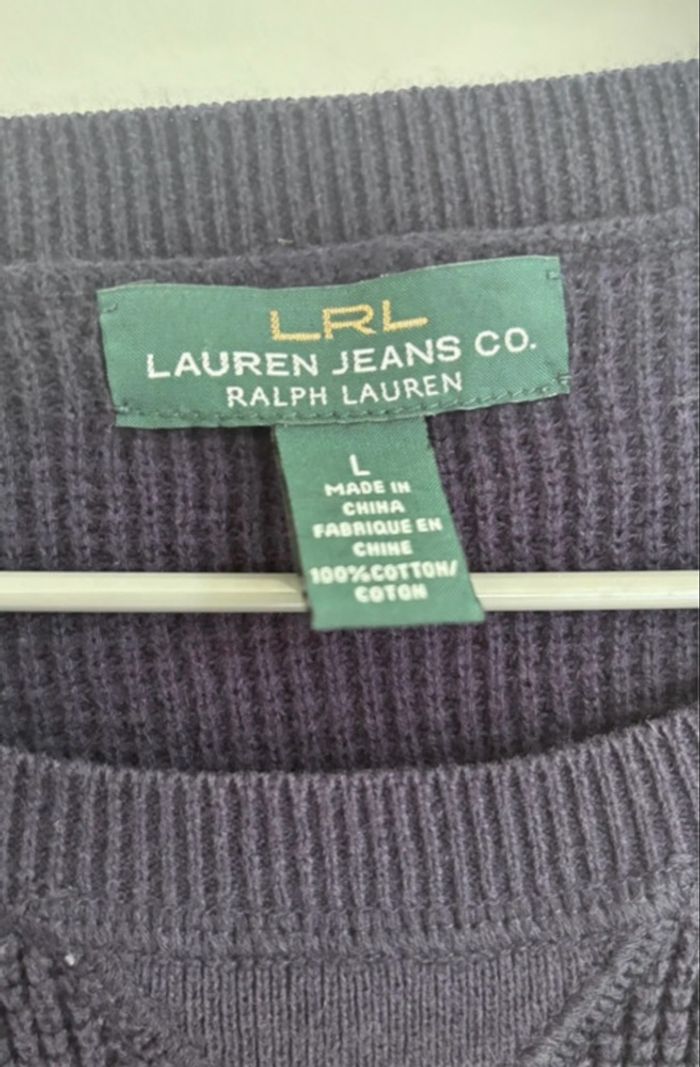 LRL
LAUREN JEANS CO.
RALPH LAUREN
L
MADE IN
CHINA
FABRIQUE EN
CHINE
100%COTTON/
COTON